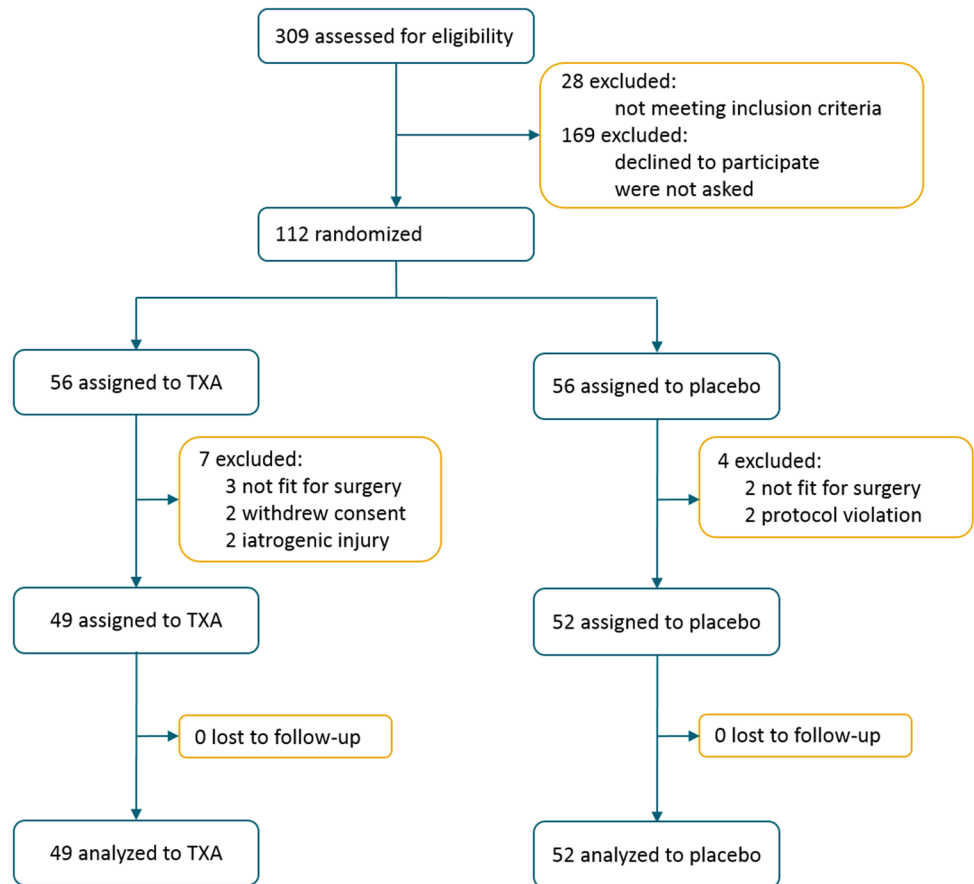 309 assessed for eligibility
28 excluded:
not meeting inclusion criteria
169 excluded:
declined to participate
were not asked
112 randomized
56 assigned to TXA
56 assigned to placebo
7 excluded:
3 not fit for surgery
2 withdrew consent
2 iatrogenic injury
4 excluded:
2 not fit for surgery
2 protocol violation
49 assigned to TXA
52 assigned to placebo
0 lost to follow-up
0 lost to follow-up
49 analyzed to TXA
52 analyzed to placebo